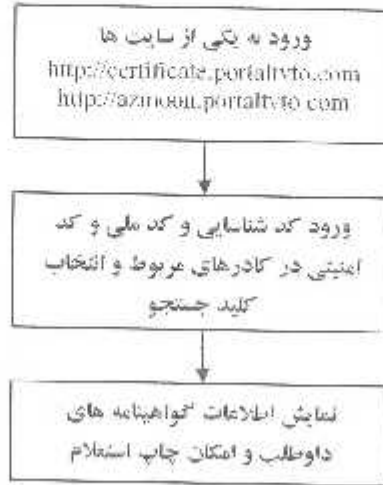 ورود به یکی از سایت ها
http://certificate.portaltvto.com
http://azmoon.portaltvto.com
ورود کد شناسایی و کد ملی و کد
امنیتی در کادرهای مربوط و انتخاب
کلید جستجو
نمایش اطلاعات گواهینامه های
داوطلب و امکان چاپ استعلام